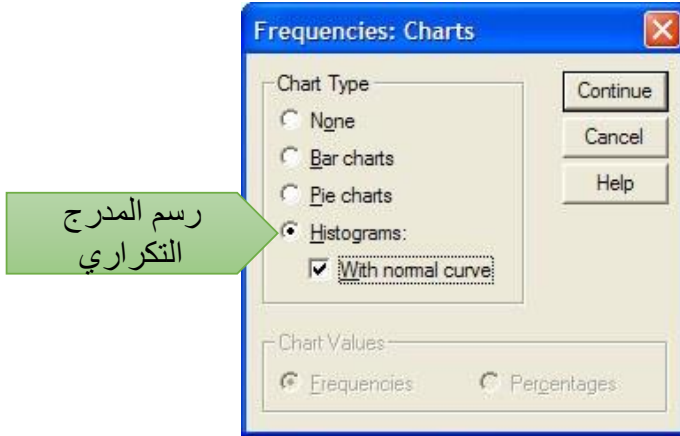 Frequencies: Charts
Chart Type
None
Bar charts
Pie charts
Histograms:
With normal curve
Continue
Cancel
Help
رسم المدرج
التكراري
Chart Values
Frequencies
Percentages